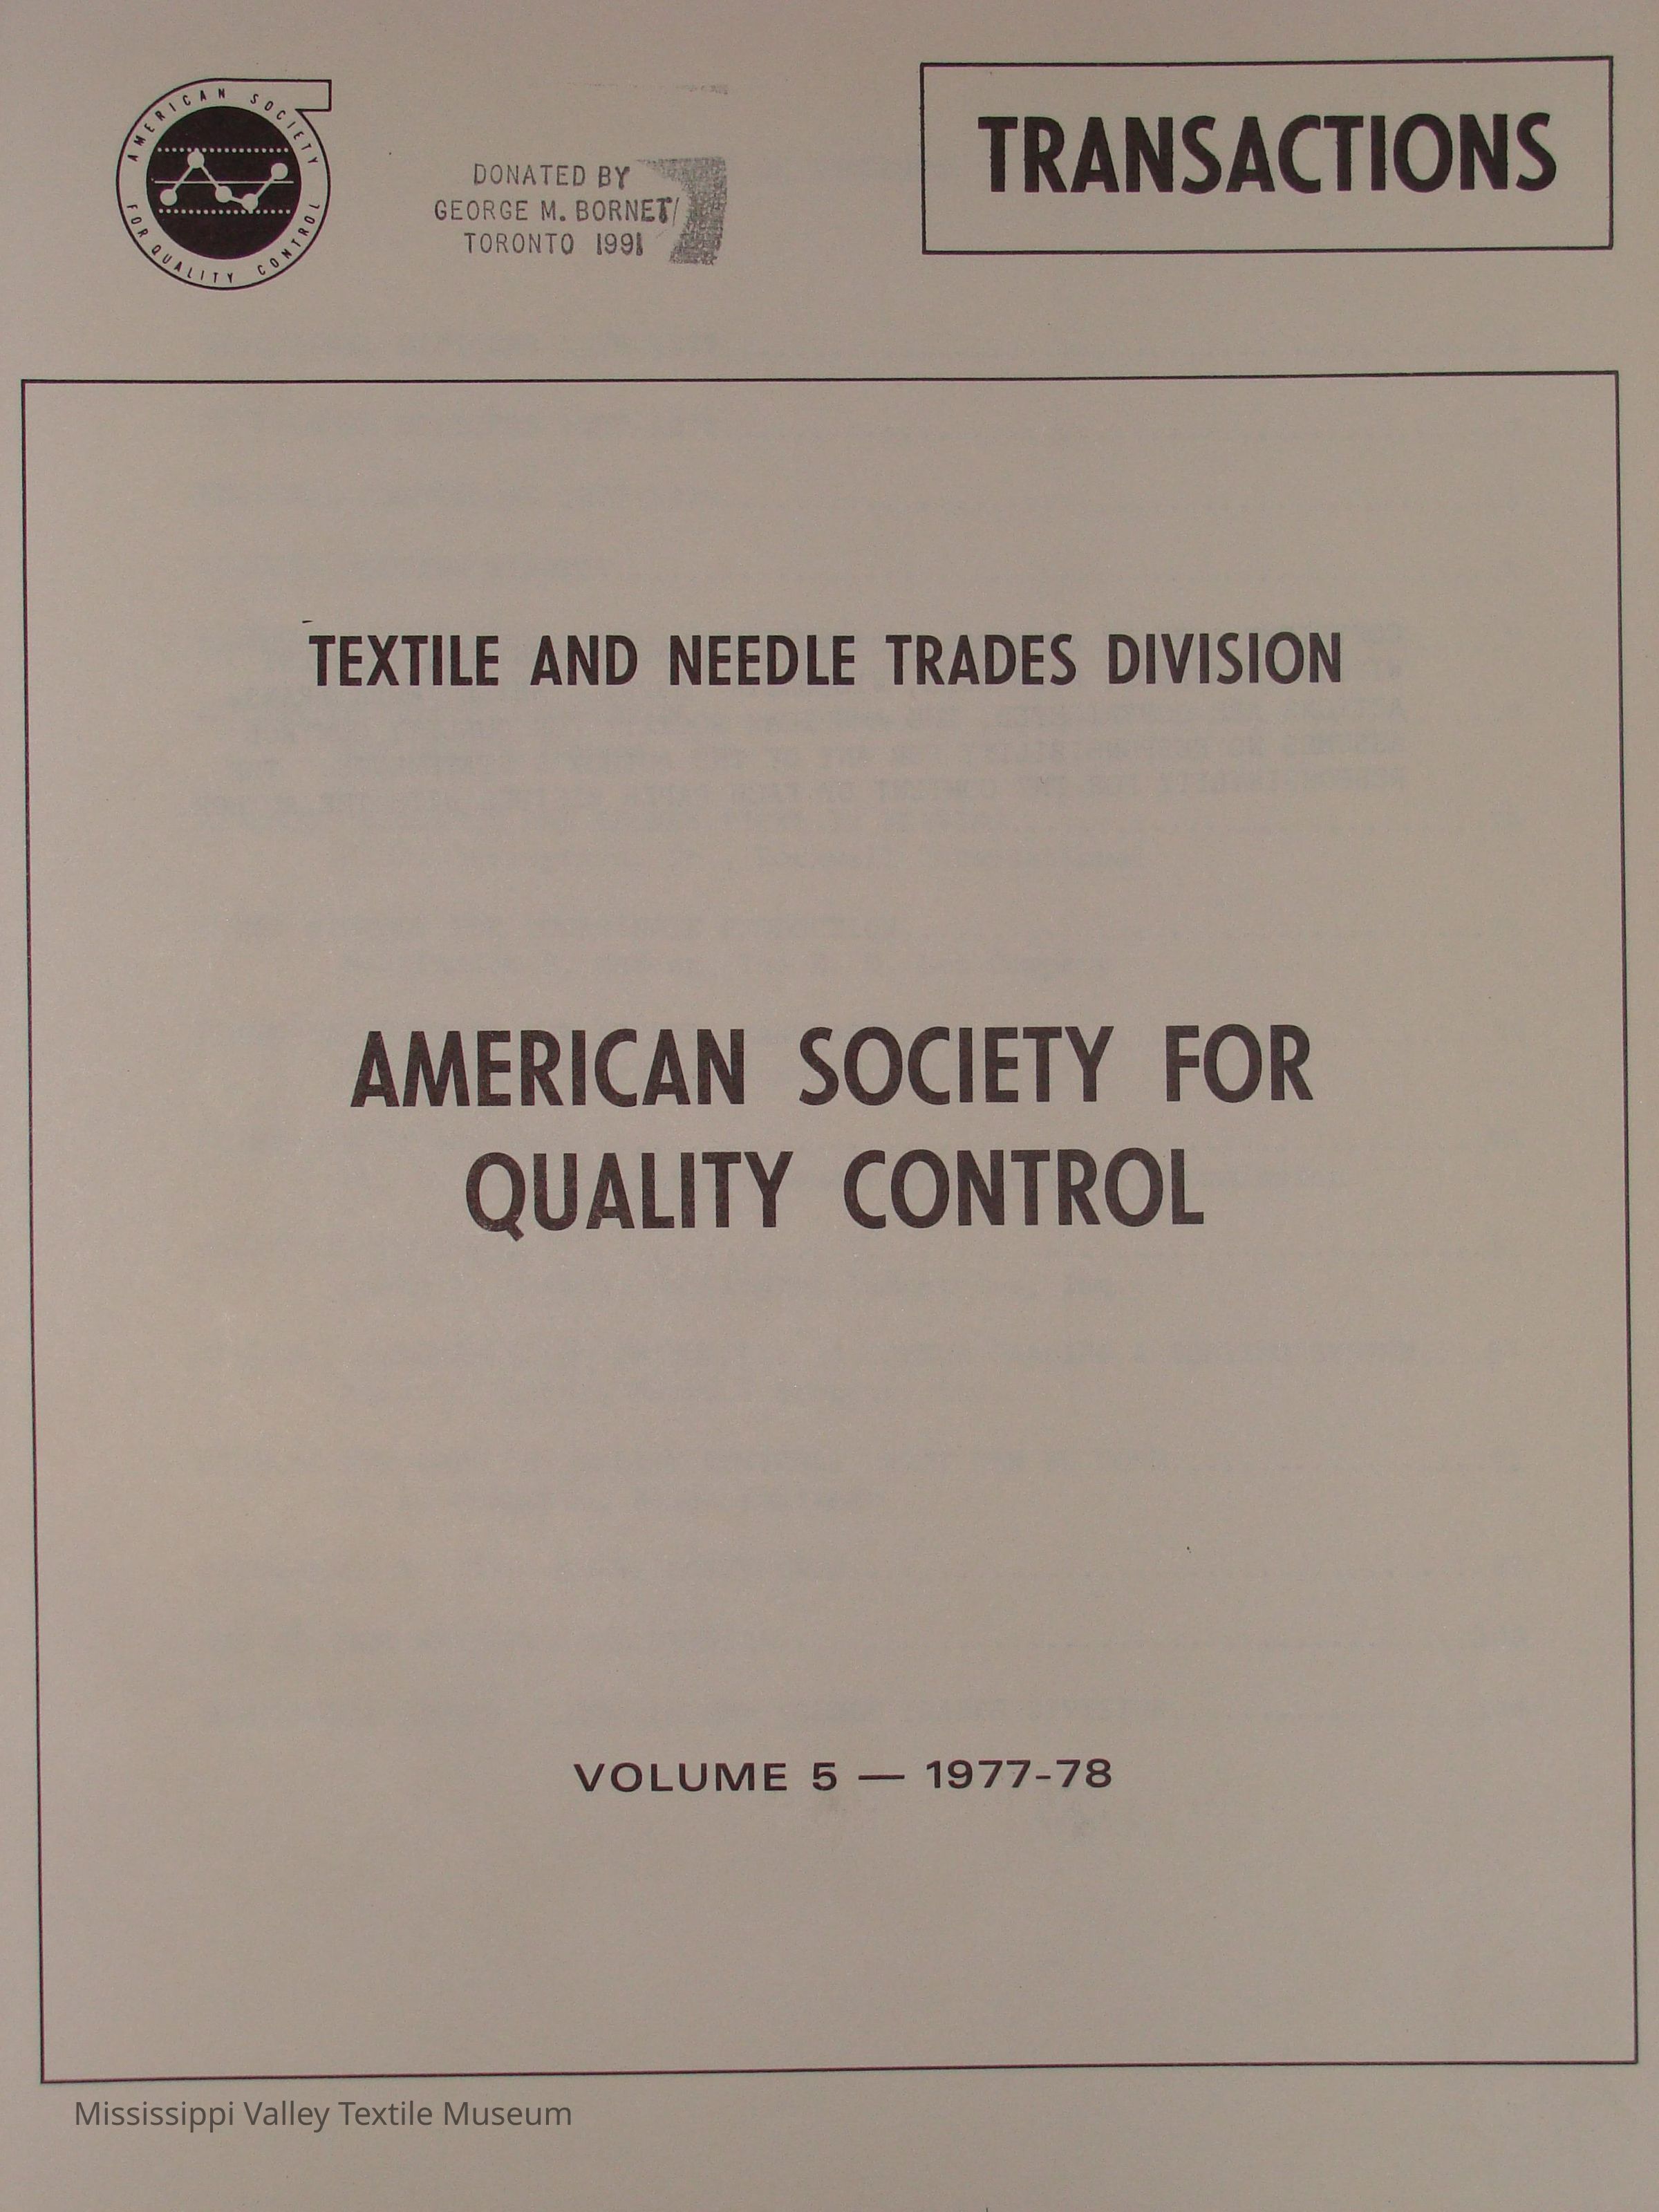 AMERICAN SOCIETY
FOR QUALITY CONTROL
DONATED BY
GEORGE M. BORNET
TORONTO 1991
TRANSACTIONS
TEXTILE AND NEEDLE TRADES DIVISION
AMERICAN SOCIETY FOR
QUALITY CONTROL
VOLUME 5 — 1977-78
Mississippi Valley Textile Museum